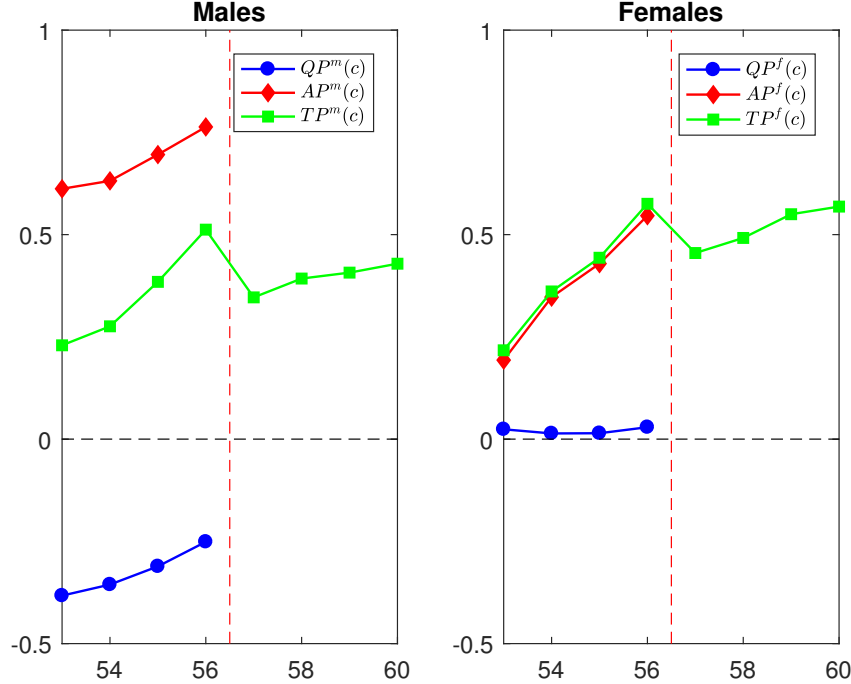 Males
1
0.5
0
-0.5
54
56
58
60
QP^m(c)
AP^m(c)
TP^m(c)
Females
1
0.5
0
-0.5
54
56
58
60
QP^f(c)
AP^f(c)
TP^f(c)